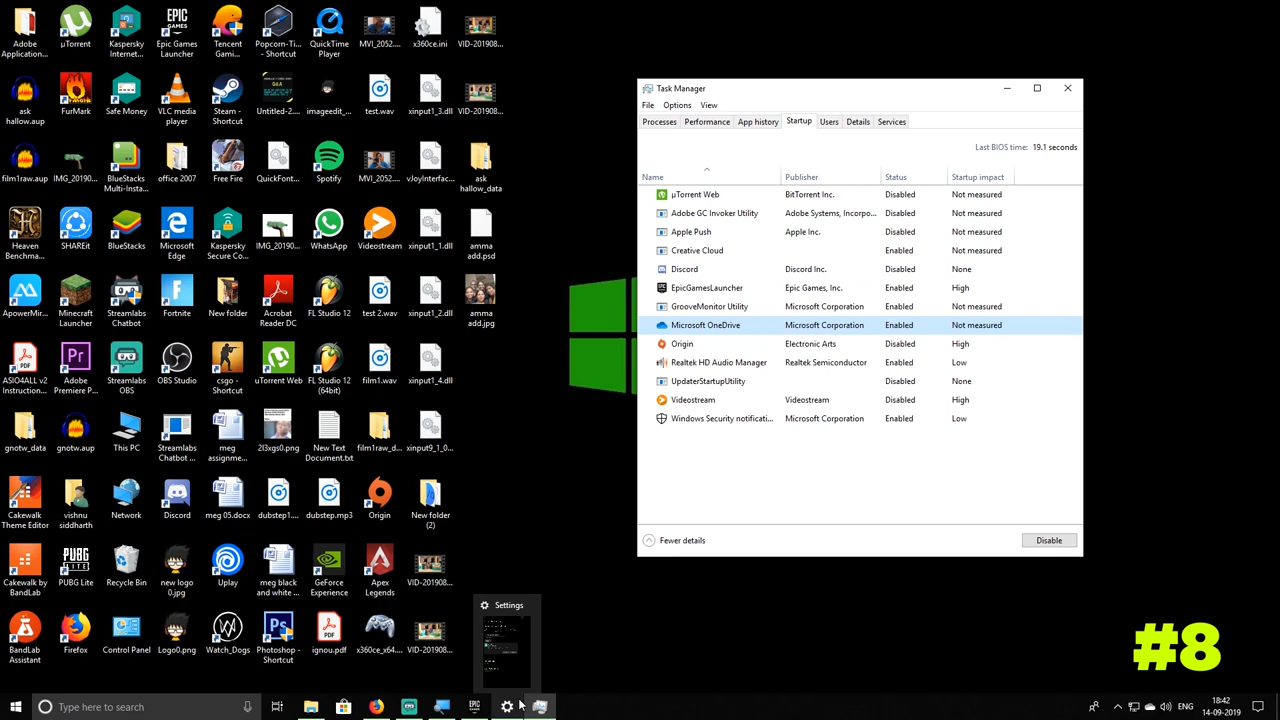 Adobe
Application...
µTorrent
Kaspersky
Internet...
Epic Games
Launcher
Tencent
Gami...
Popcorn-Ti...
- Shortcut
QuickTime
Player
MVI_2052....
x360ce.ini
VID-201908...
ask
hallow.aup
FurMark
Safe Money
VLC media
player
Steam -
Shortcut
Untitled-2....
imageedit_...
test.wav
xinput1_3.dll
VID-201908...
film1raw.aup
IMG_20190...
BlueStacks
Multi-Insta...
office 2007
Free Fire
QuickFont...
Spotify
MVI_2052....
vJoyInterfac...
ask
hallow_data
Heaven
Benchma...
SHAREit
BlueStacks
Microsoft
Edge
Kaspersky
Secure Co...
IMG_20190...
WhatsApp
Videostream
xinput1_1.dll
amma
add.psd
ApowerMir...
Minecraft
Launcher
Streamlabs
Chatbot
Fortnite
New folder
Acrobat
Reader DC
FL Studio 12
test 2.wav
xinput1_2.dll
amma
add.jpg
ASIO4ALL v2
Instruction...
Adobe
Premiere P...
Streamlabs
OBS
OBS Studio
csgo -
Shortcut
uTorrent Web
FL Studio 12
(64bit)
film1.wav
xinput1_4.dll
gnotw_data
gnotw.aup
This PC
Streamlabs
Chatbot ...
meg
assignme...
2l3xgs0.png
New Text
Document.txt
film1raw_d...
xinput9_1_0...
Cakewalk
Theme Editor
vishnu
siddharth
Network
Discord
meg 05.docx
dubstep1....
dubstep.mp3
Origin
New folder
(2)
Cakewalk by
BandLab
PUBG Lite
Recycle Bin
new logo
0.jpg
Uplay
meg black
and white ...
GeForce
Experience
Apex
Legends
VID-201908...
BandLab
Assistant
Firefox
Control Panel
Logo0.png
Watch_Dogs
Photoshop -
Shortcut
ignou.pdf
x360ce_x64....
VID-201908...
Task Manager
File Options View
Processes Performance App history Startup Users Details Services
Last BIOS time: 19.1 seconds
Name Publisher Status Startup impact
µTorrent Web BitTorrent Inc. Disabled Not measured
Adobe GC Invoker Utility Adobe Systems, Incorpo... Disabled Not measured
Apple Push Apple Inc. Disabled Not measured
Creative Cloud Enabled Not measured
Discord Discord Inc. Disabled None
EpicGamesLauncher Epic Games, Inc. Enabled High
GrooveMonitor Utility Microsoft Corporation Enabled Not measured
Microsoft OneDrive Microsoft Corporation Enabled Not measured
Origin Electronic Arts Disabled High
Realtek HD Audio Manager Realtek Semiconductor Enabled Low
UpdaterStartupUtility Disabled None
Videostream Videostream Disabled High
Windows Security notificati... Microsoft Corporation Enabled Low
Fewer details Disable
Settings
#8
Type here to search
ENG
18:42
14-09-2019